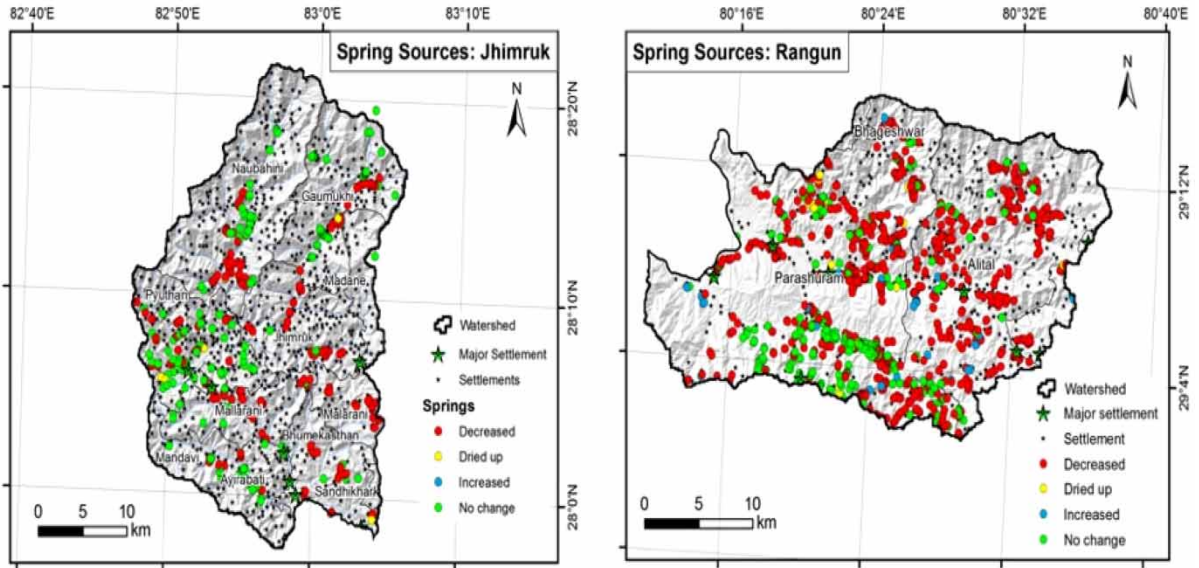 82°40'E
82°50'E
83°0'E
83°10'E
Spring Sources: Jhimruk
N
28°20'N
28°10'N
28°0'N
Naubahini
Gaumukhi
Madane
Pyuthan
Jhimruk
Mallarani
Malarani
Bhumekasthan
Mandavi
Ayirabati
Sandhikhark
Watershed
Major Settlement
Settlements
Springs
Decreased
Dried up
Increased
No change
0 5 10
km
80°16'E
80°24'E
80°32'E
80°40'E
Spring Sources: Rangun
N
29°12'N
29°4'N
Bhageshwar
Parashuram
Alital
Watershed
Major settlement
Settlement
Decreased
Dried up
Increased
No change
0 5 10
km